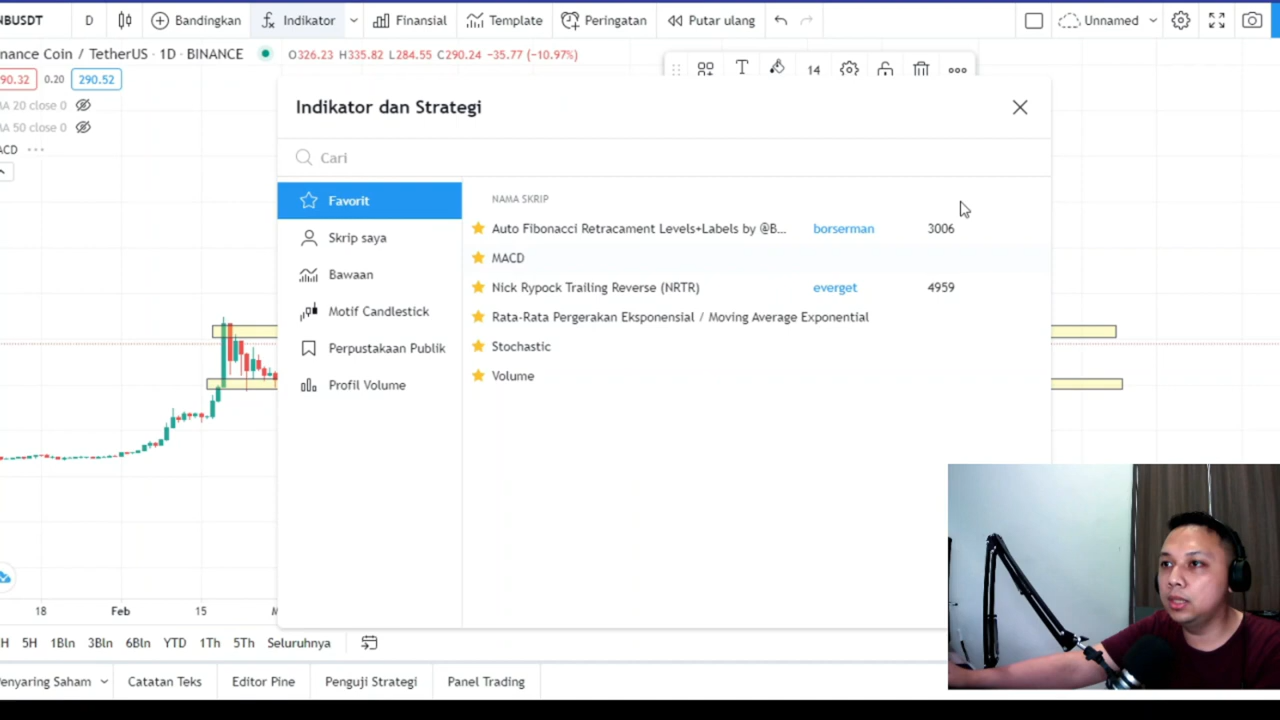 NBUSDT D Bandingkan Indikator Finansial Template Peringatan Putar ulang Unnamed
nance Coin / TetherUS · 1D · BINANCE O326.23 H335.82 L284.55 C290.24 −35.77 (−10.97%)
90.32 0.20 290.52
14
MA 20 close 0
MA 50 close 0
ACD
Indikator dan Strategi
Cari
Favorit
Skrip saya
Bawaan
Motif Candlestick
Perpustakaan Publik
Profil Volume
NAMA SKRIP
Auto Fibonacci Retracament Levels+Labels by @B... borserman 3006
MACD
Nick Rypock Trailing Reverse (NRTR) everget 4959
Rata-Rata Pergerakan Eksponensial / Moving Average Exponential
Stochastic
Volume
18 Feb 15
H 5H 1Bln 3Bln 6Bln YTD 1Th 5Th Seluruhnya
enyaring Saham Catatan Teks Editor Pine Penguji Strategi Panel Trading